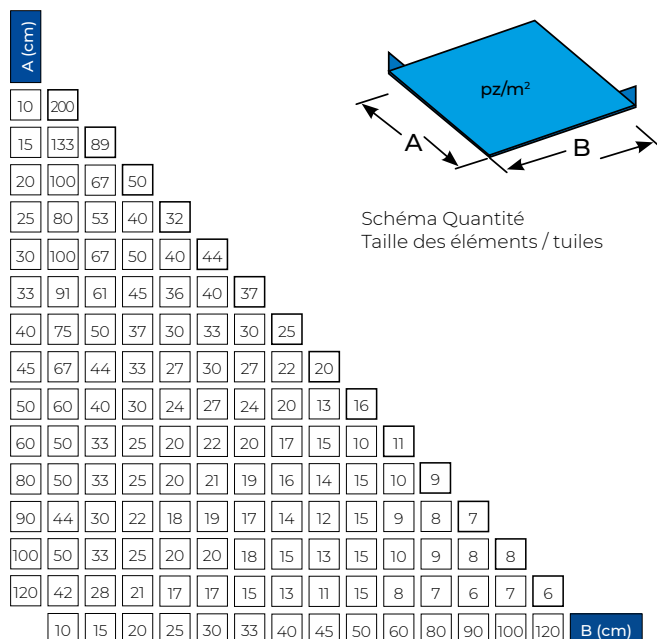 A (cm)
pz/m²
A
B
Schéma Quantité
Taille des éléments / tuiles
10 200
15 133 89
20 100 67 50
25 80 53 40 32
30 100 67 50 40 44
33 91 61 45 36 40 37
40 75 50 37 30 33 30 25
45 67 44 33 27 30 27 22 20
50 60 40 30 24 27 24 20 13 16
60 50 33 25 20 22 20 17 15 10 11
80 50 33 25 20 21 19 16 14 15 10 9
90 44 30 22 18 19 17 14 12 15 9 8 7
100 50 33 25 20 20 18 15 13 15 10 9 8 8
120 42 28 21 17 17 15 13 11 15 8 7 6 7 6
10 15 20 25 30 33 40 45 50 60 80 90 100 120 B (cm)